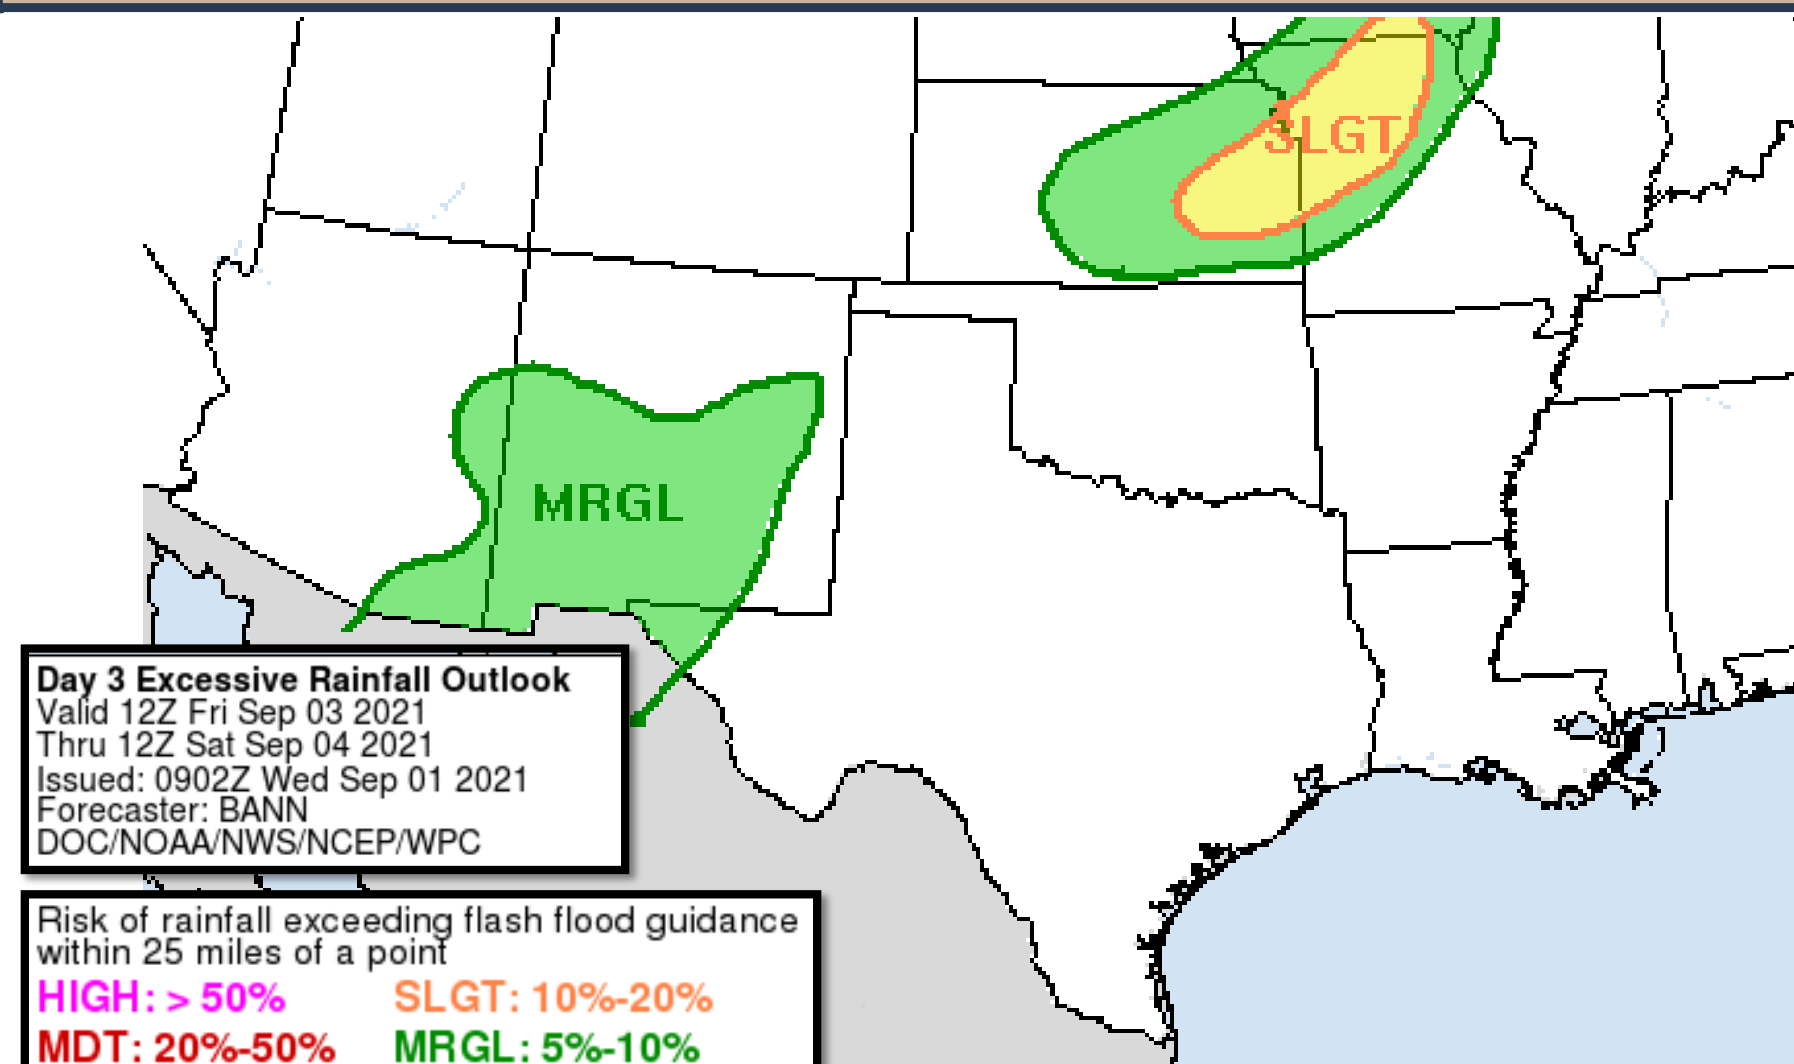 SLGT
MRGL
Day 3 Excessive Rainfall Outlook
Valid 12Z Fri Sep 03 2021
Thru 12Z Sat Sep 04 2021
Issued: 0902Z Wed Sep 01 2021
Forecaster: BANN
DOC/NOAA/NWS/NCEP/WPC
Risk of rainfall exceeding flash flood guidance
within 25 miles of a point
HIGH: > 50% SLGT: 10%-20%
MDT: 20%-50% MRGL: 5%-10%